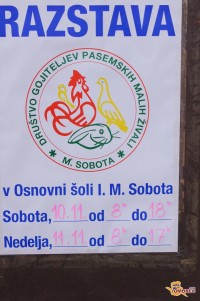 RAZSTAVA
DRUŠTVO GOJITELJEV PASEMSKIH MALIH ŽIVALI
* M. SOBOTA *
v Osnovni šoli I. M. Sobota
Sobota, 10.11 od 8h do 18h
Nedelja, 11.11 od 8h do 17h